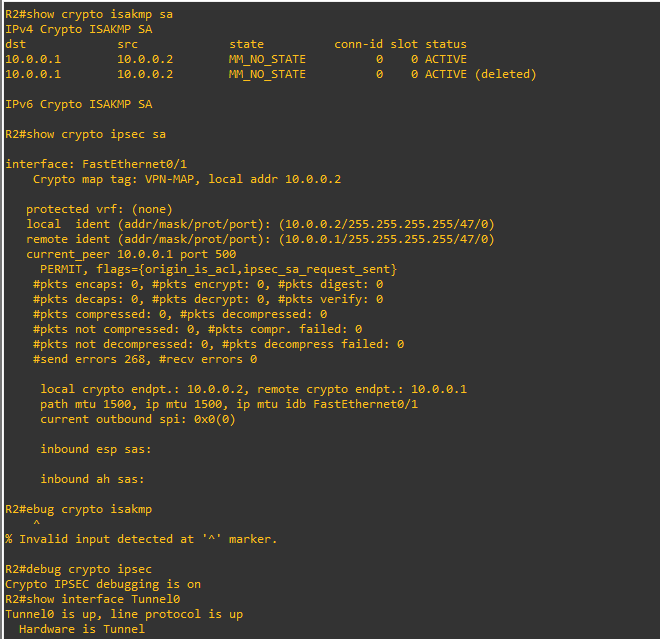 R2#show crypto isakmp sa
IPv4 Crypto ISAKMP SA
dst             src             state          conn-id slot status
10.0.0.1        10.0.0.2        MM_NO_STATE          0    0 ACTIVE
10.0.0.1        10.0.0.2        MM_NO_STATE          0    0 ACTIVE (deleted)
IPv6 Crypto ISAKMP SA
R2#show crypto ipsec sa
interface: FastEthernet0/1
    Crypto map tag: VPN-MAP, local addr 10.0.0.2
   protected vrf: (none)
   local  ident (addr/mask/prot/port): (10.0.0.2/255.255.255.255/47/0)
   remote ident (addr/mask/prot/port): (10.0.0.1/255.255.255.255/47/0)
   current_peer 10.0.0.1 port 500
     PERMIT, flags={origin_is_acl,ipsec_sa_request_sent}
    #pkts encaps: 0, #pkts encrypt: 0, #pkts digest: 0
    #pkts decaps: 0, #pkts decrypt: 0, #pkts verify: 0
    #pkts compressed: 0, #pkts decompressed: 0
    #pkts not compressed: 0, #pkts compr. failed: 0
    #pkts not decompressed: 0, #pkts decompress failed: 0
    #send errors 268, #recv errors 0
     local crypto endpt.: 10.0.0.2, remote crypto endpt.: 10.0.0.1
     path mtu 1500, ip mtu 1500, ip mtu idb FastEthernet0/1
     current outbound spi: 0x0(0)
     inbound esp sas:
     inbound ah sas:
R2#ebug crypto isakmp
    ^
% Invalid input detected at '^' marker.
R2#debug crypto ipsec
Crypto IPSEC debugging is on
R2#show interface Tunnel0
Tunnel0 is up, line protocol is up
  Hardware is Tunnel